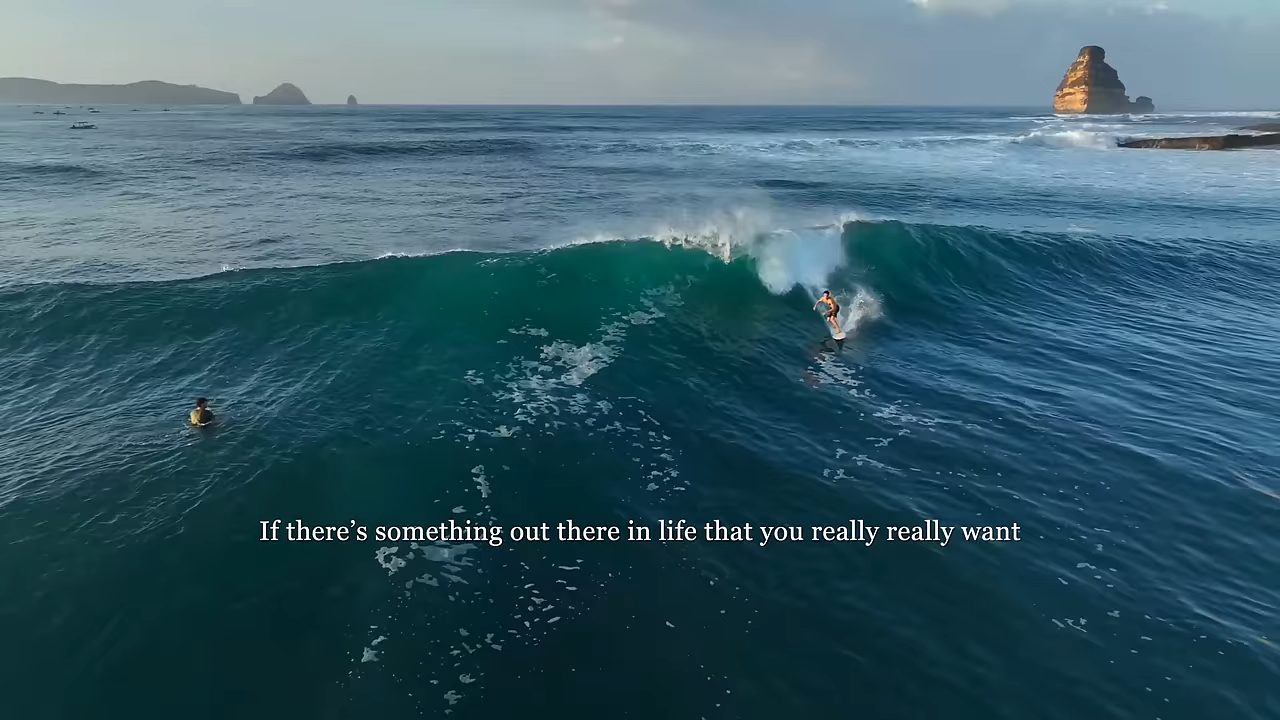 If there’s something out there in life that you really really want